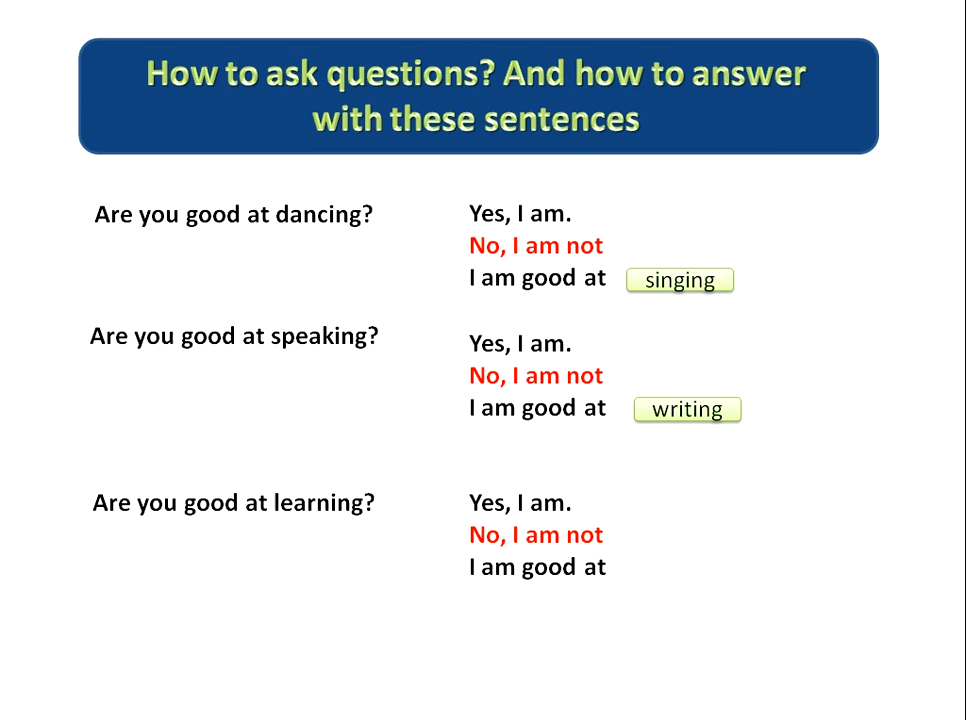 How to ask questions? And how to answer
with these sentences
Are you good at dancing?
Yes, I am.
No, I am not
I am good at singing
Are you good at speaking?
Yes, I am.
No, I am not
I am good at writing
Are you good at learning?
Yes, I am.
No, I am not
I am good at